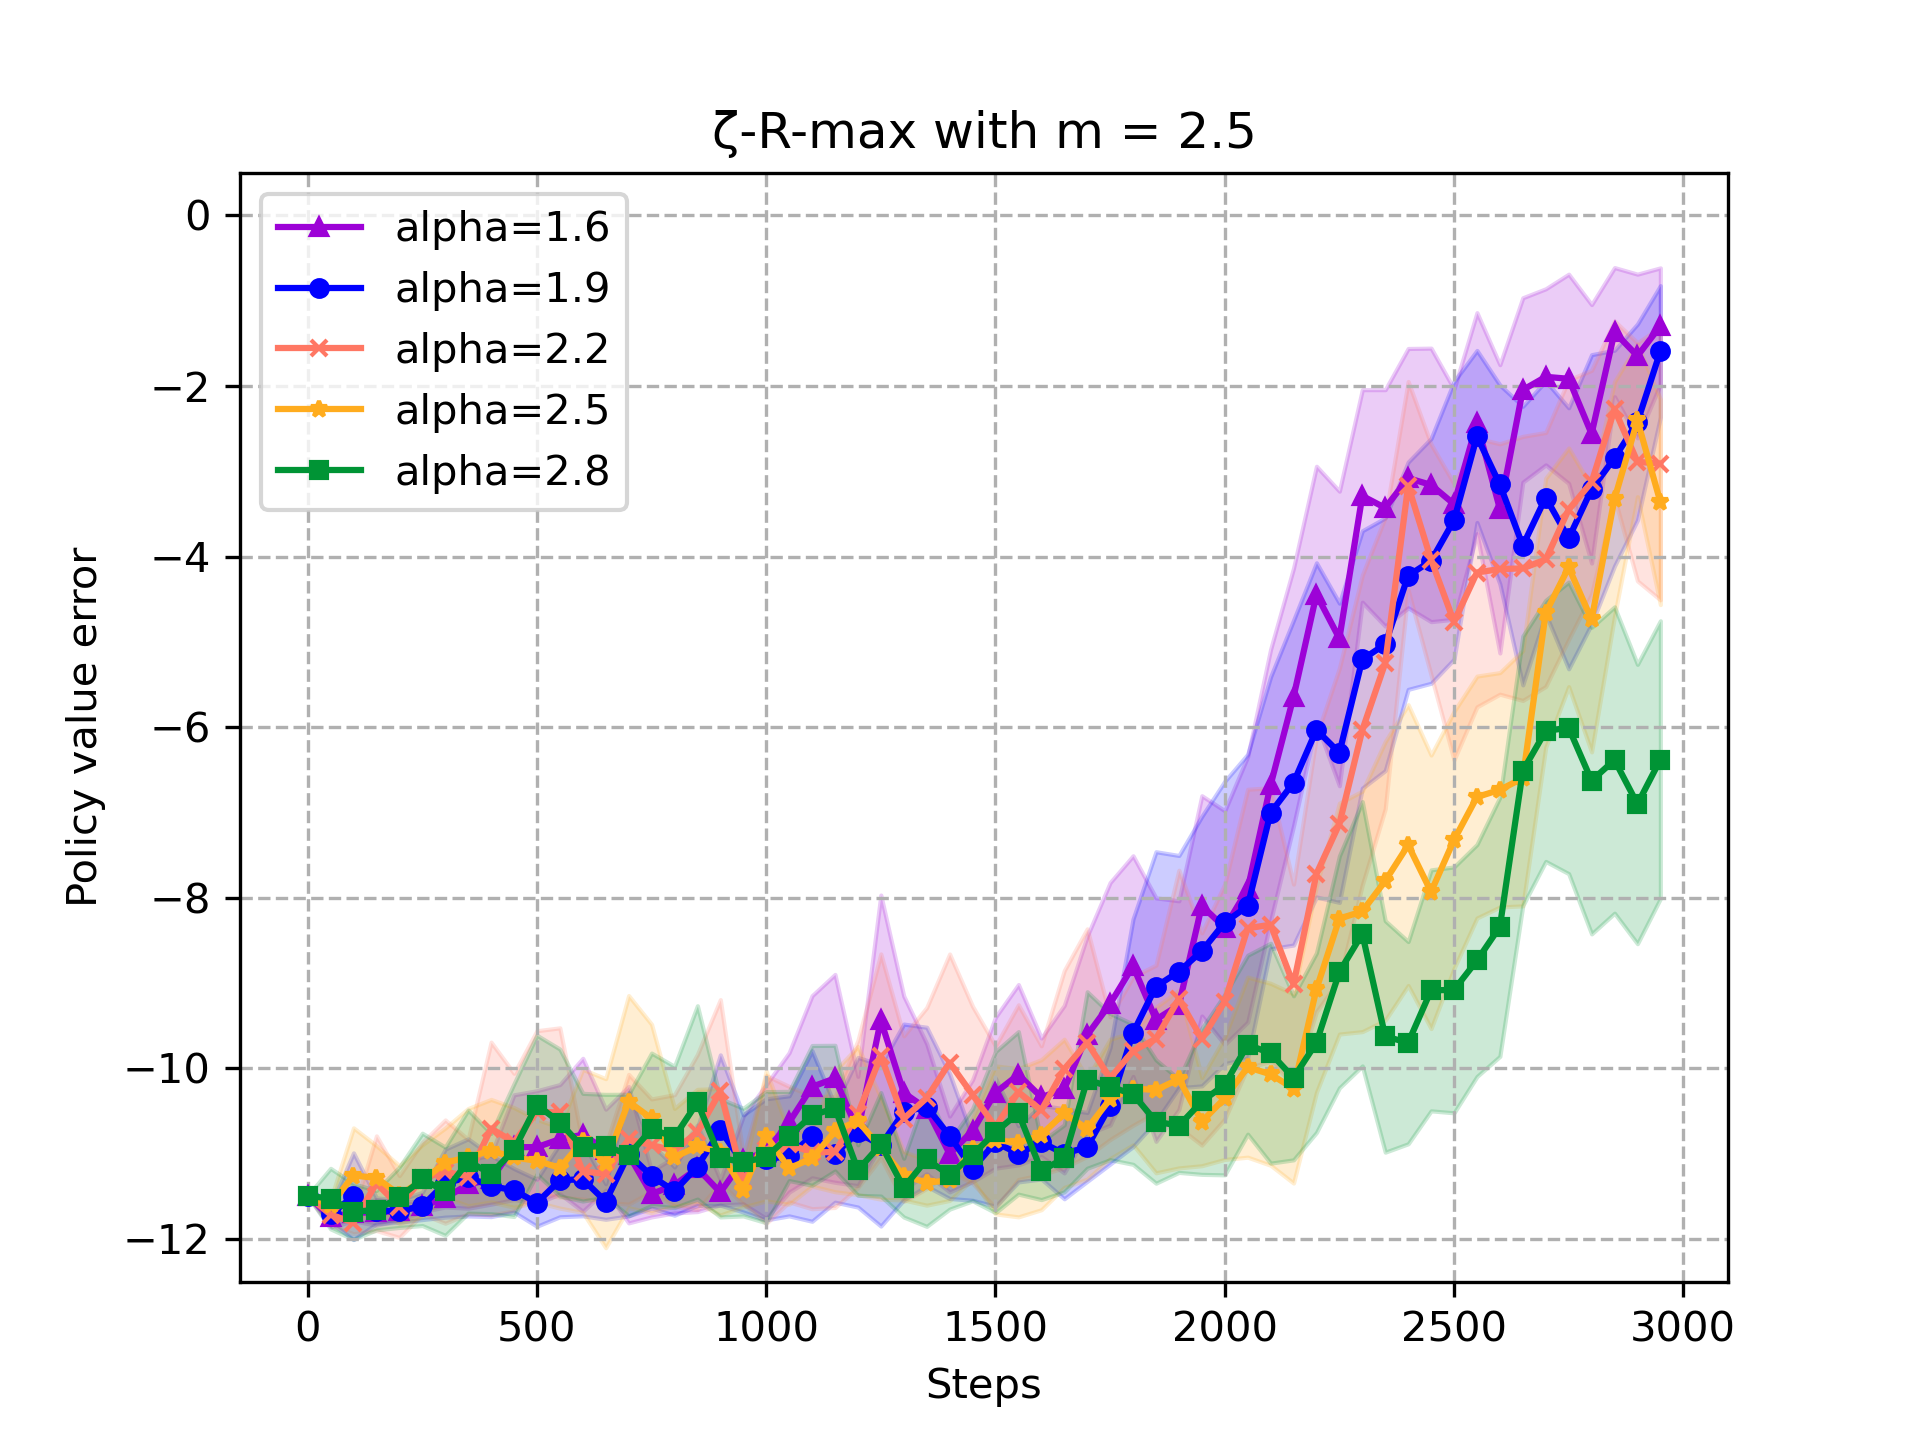 ζ-R-max with m = 2.5
alpha=1.6
alpha=1.9
alpha=2.2
alpha=2.5
alpha=2.8
Policy value error
0
−2
−4
−6
−8
−10
−12
0 500 1000 1500 2000 2500 3000
Steps